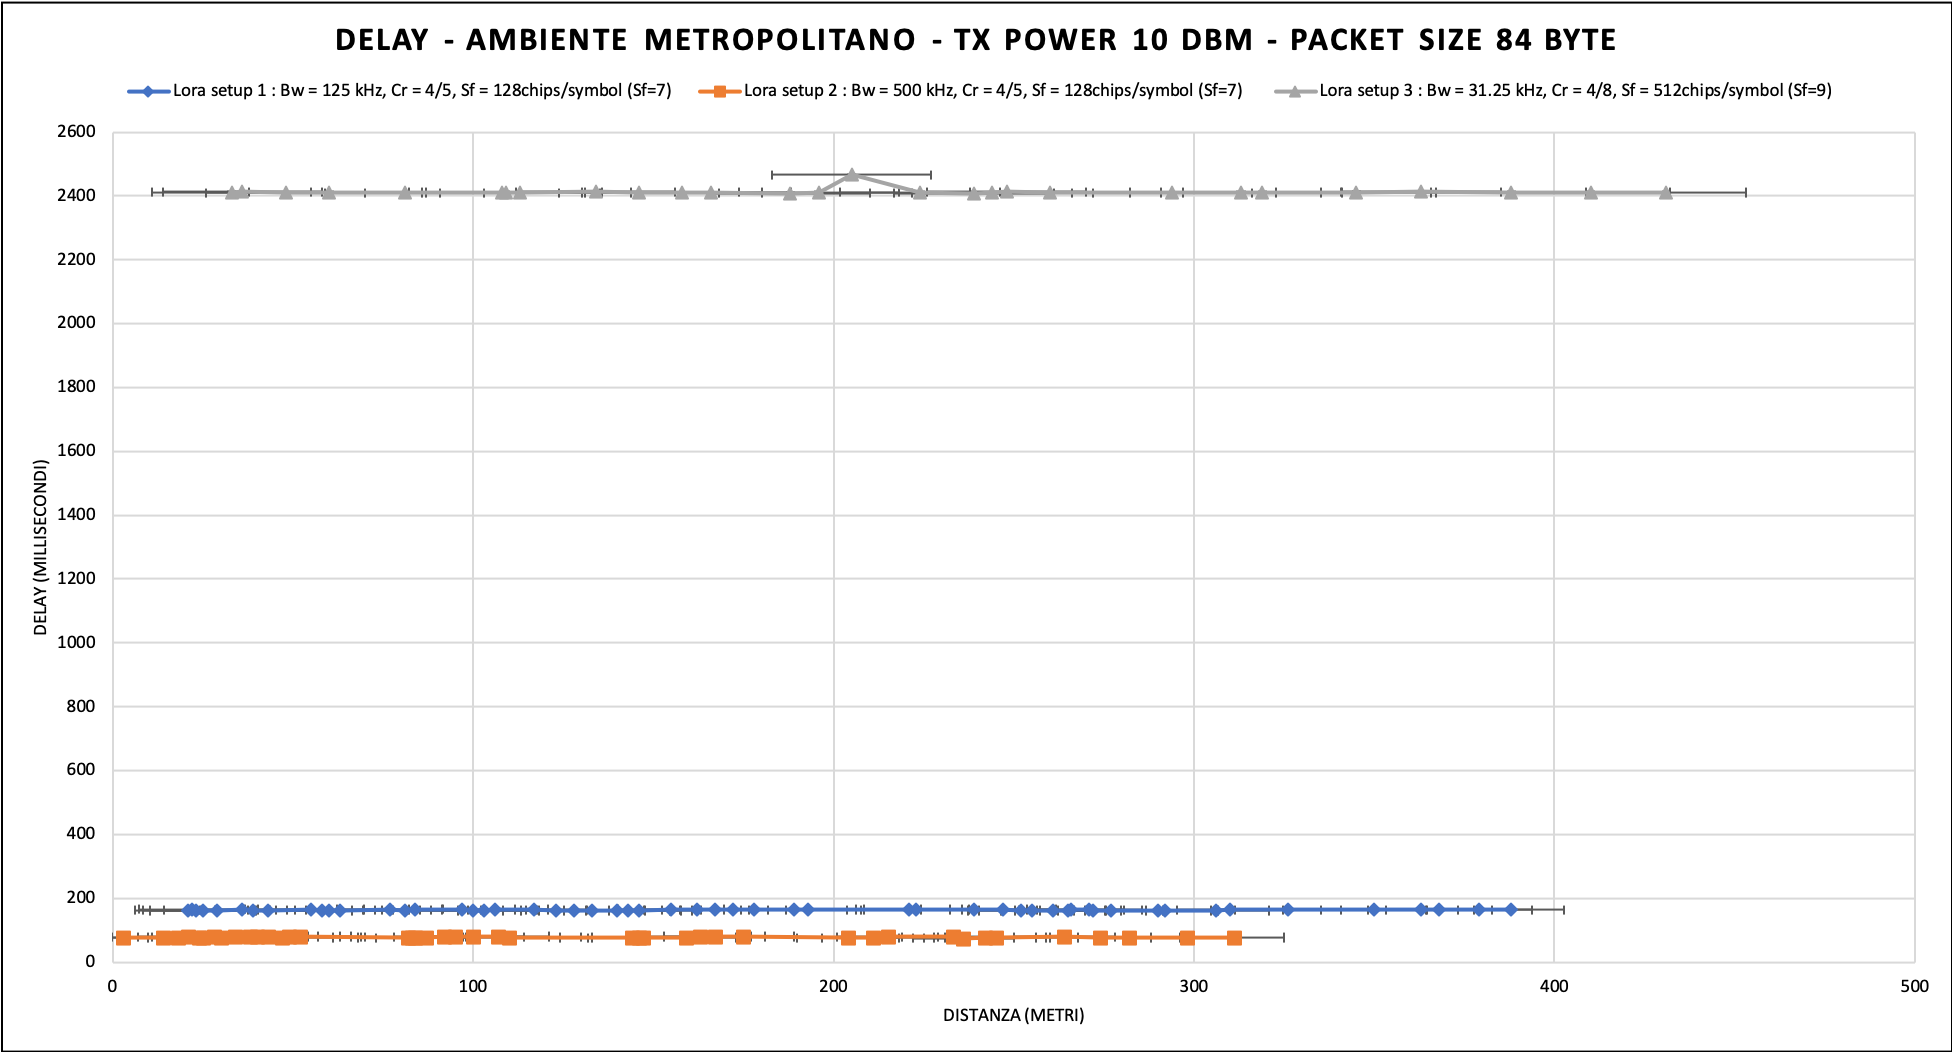 DELAY - AMBIENTE METROPOLITANO - TX POWER 10 DBM - PACKET SIZE 84 BYTE
Lora setup 1 : Bw = 125 kHz, Cr = 4/5, Sf = 128chips/symbol (Sf=7)
Lora setup 2 : Bw = 500 kHz, Cr = 4/5, Sf = 128chips/symbol (Sf=7)
Lora setup 3 : Bw = 31.25 kHz, Cr = 4/8, Sf = 512chips/symbol (Sf=9)
DELAY (MILLISECONDI)
2600
2400
2200
2000
1800
1600
1400
1200
1000
800
600
400
200
0
0 100 200 300 400 500
DISTANZA (METRI)